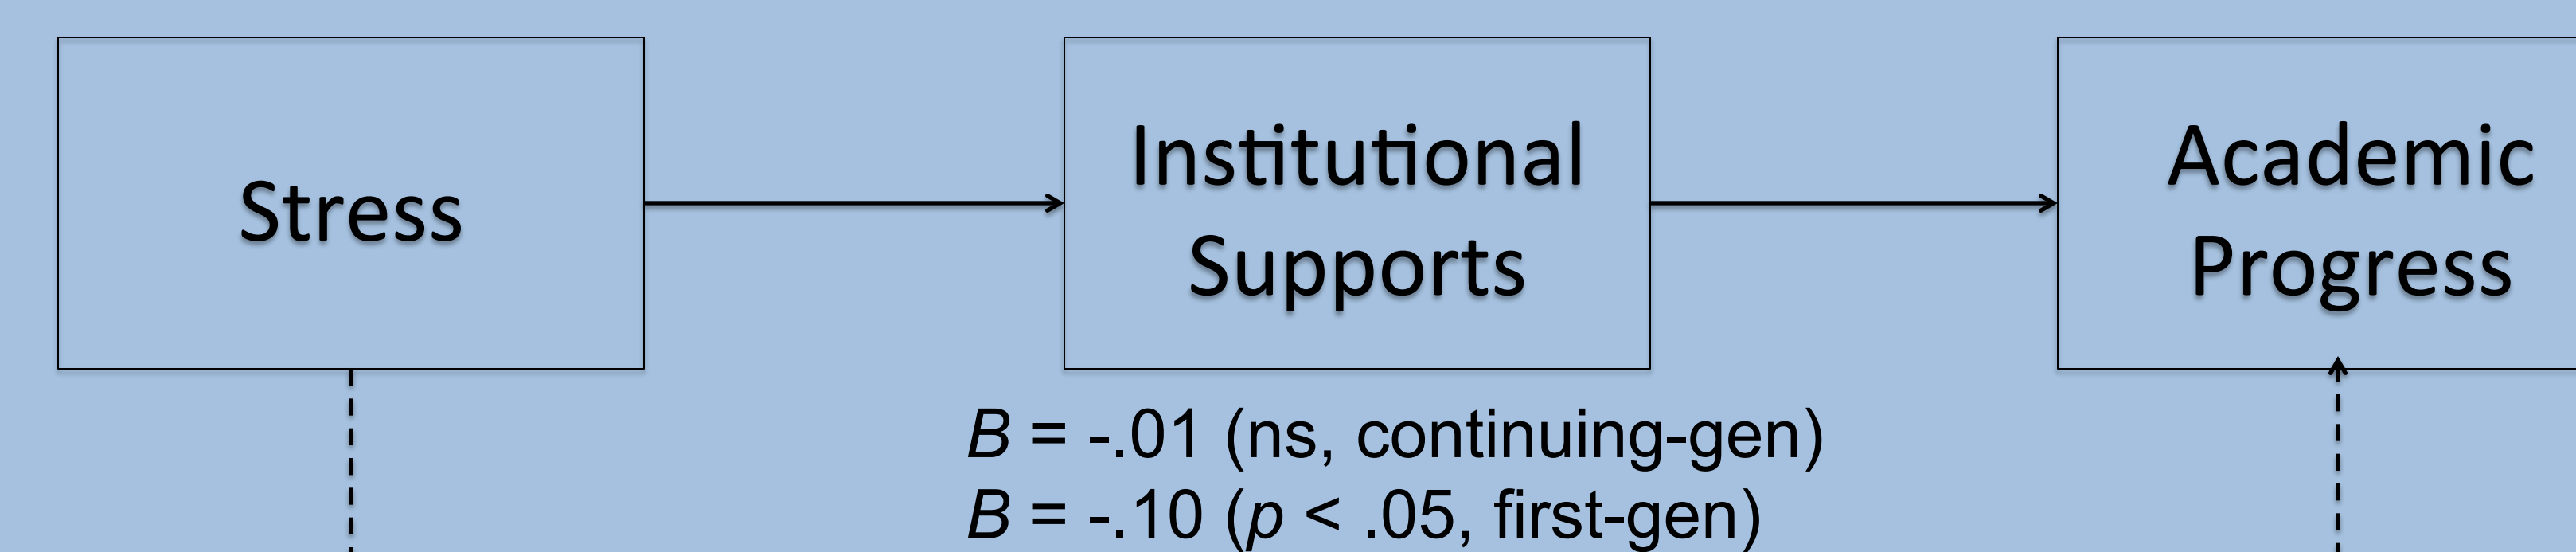 Stress
Institutional
Supports
Academic
Progress
B = -.01 (ns, continuing-gen)
B = -.10 (p < .05, first-gen)